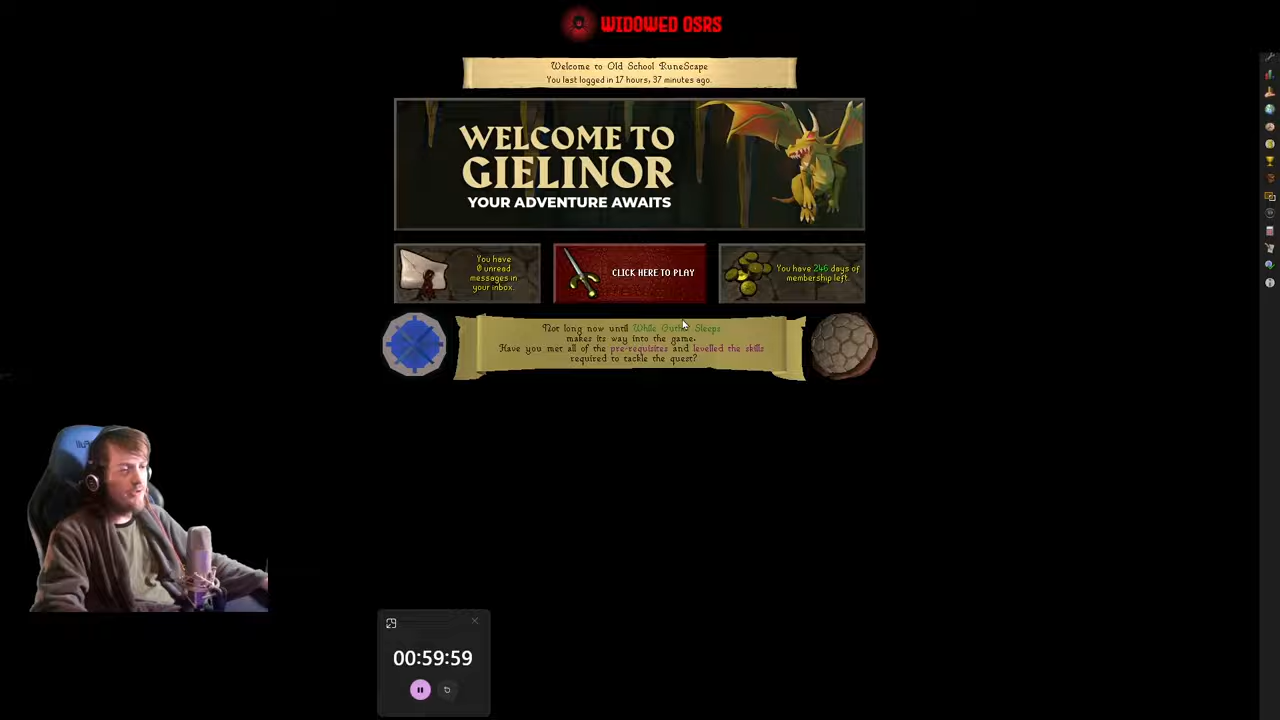 WIDOWED OSRS
Welcome to Old School RuneScape
You last logged in 17 hours, 37 minutes ago.
WELCOME TO
GIELINOR
YOUR ADVENTURE AWAITS
You have
0 unread
messages in
your inbox.
CLICK HERE TO PLAY
You have 246 days of
membership left.
Not long now until While Guthix Sleeps
makes its way into the game.
Have you met all of the pre-requisites and levelled the skills
required to tackle the quest?
00:59:59